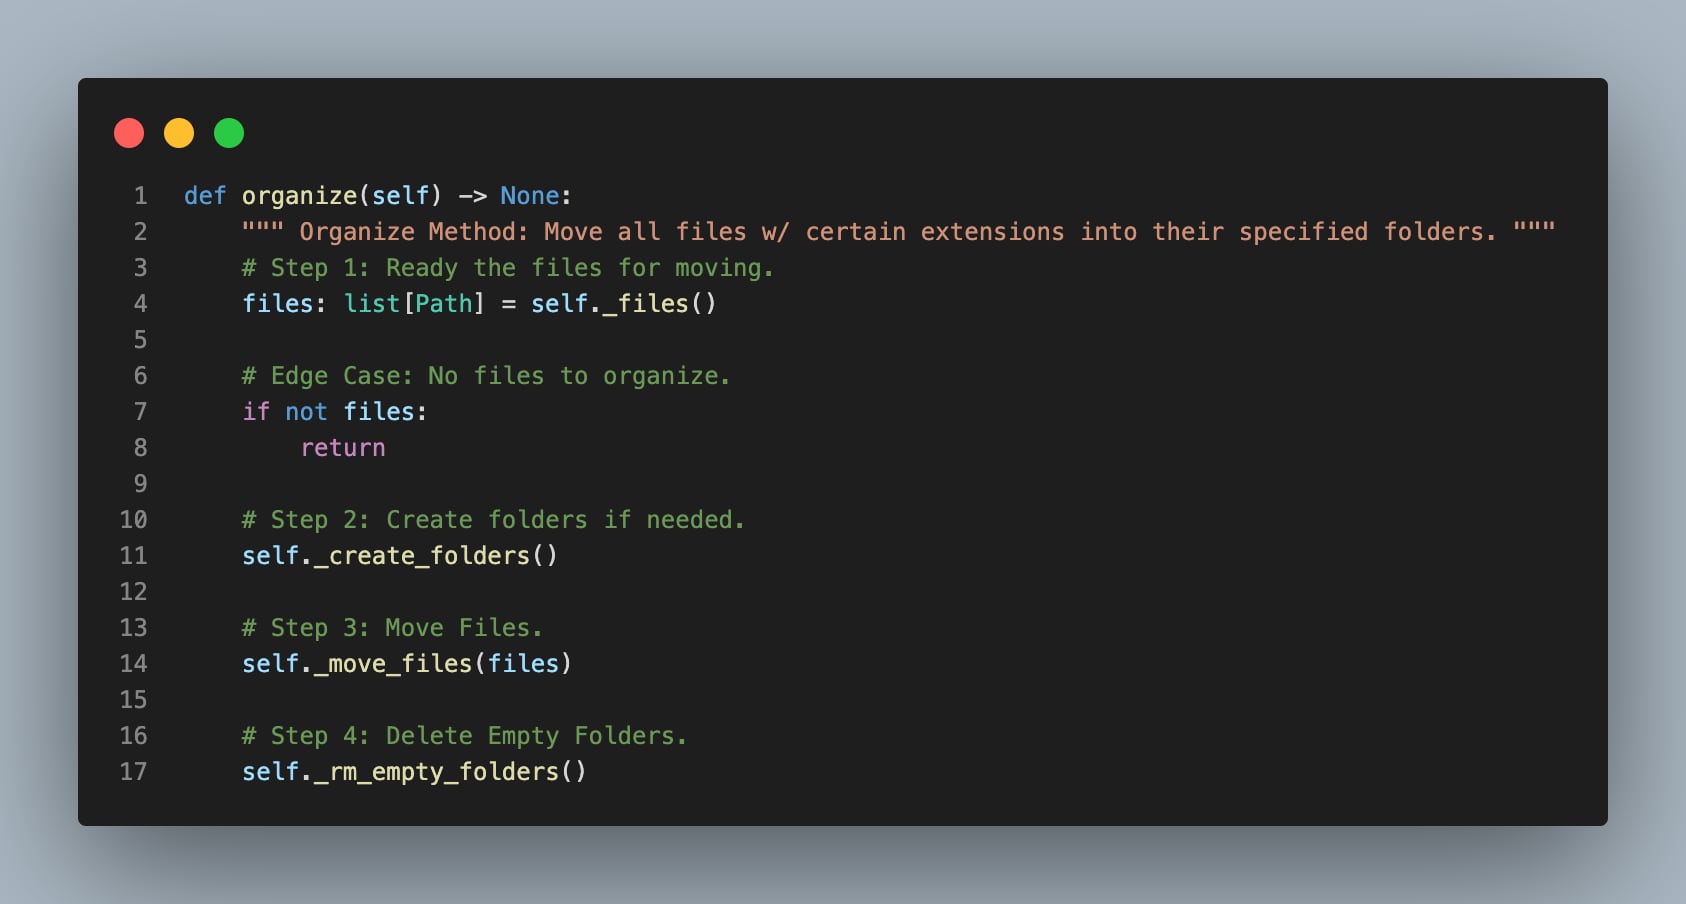 1 def organize(self) -> None:
2     """ Organize Method: Move all files w/ certain extensions into their specified folders. """
3     # Step 1: Ready the files for moving.
4     files: list[Path] = self._files()
5
6     # Edge Case: No files to organize.
7     if not files:
8         return
9
10     # Step 2: Create folders if needed.
11     self._create_folders()
12
13     # Step 3: Move Files.
14     self._move_files(files)
15
16     # Step 4: Delete Empty Folders.
17     self._rm_empty_folders()